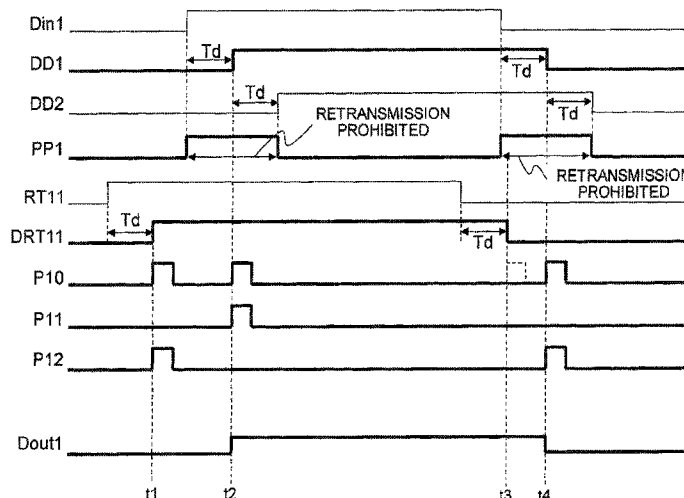 Din1
Td
Td
DD1
Td
Td
DD2
RETRANSMISSION
PROHIBITED
PP1
RETRANSMISSION
PROHIBITED
RT11
Td
Td
DRT11
P10
P11
P12
Dout1
t1
t2
t3
t4